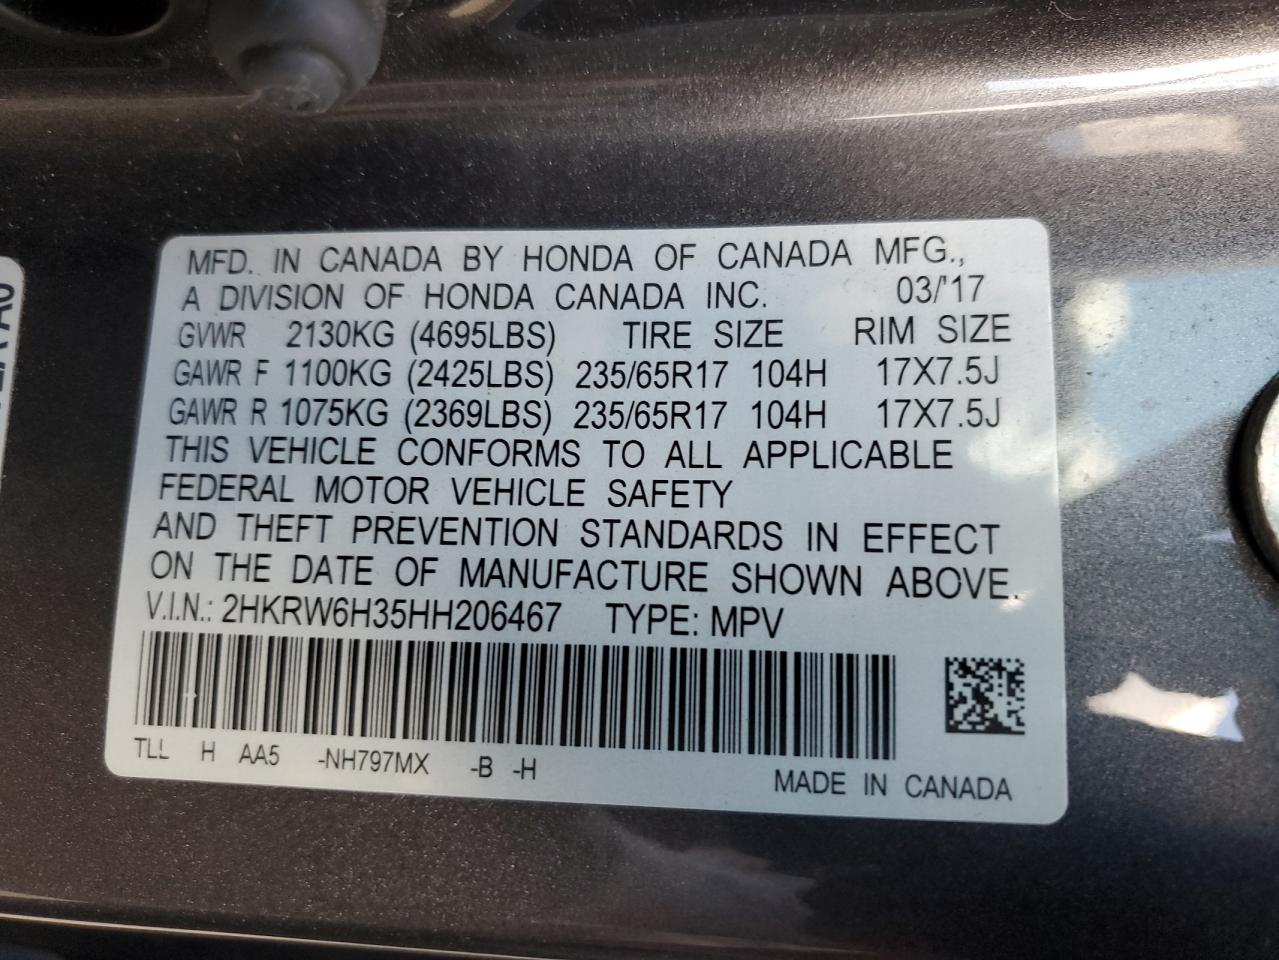 MFD. IN CANADA BY HONDA OF CANADA MFG.,
A DIVISION OF HONDA CANADA INC. 03/'17
GVWR 2130KG (4695LBS) TIRE SIZE RIM SIZE
GAWR F 1100KG (2425LBS) 235/65R17 104H 17X7.5J
GAWR R 1075KG (2369LBS) 235/65R17 104H 17X7.5J
THIS VEHICLE CONFORMS TO ALL APPLICABLE
FEDERAL MOTOR VEHICLE SAFETY
AND THEFT PREVENTION STANDARDS IN EFFECT
ON THE DATE OF MANUFACTURE SHOWN ABOVE.
V.I.N.: 2HKRW6H35HH206467 TYPE: MPV
TLL H AA5 -NH797MX -B -H
MADE IN CANADA